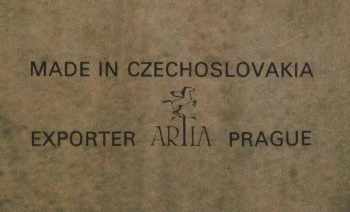 MADE IN CZECHOSLOVAKIA
EXPORTER ARTIA PRAGUE